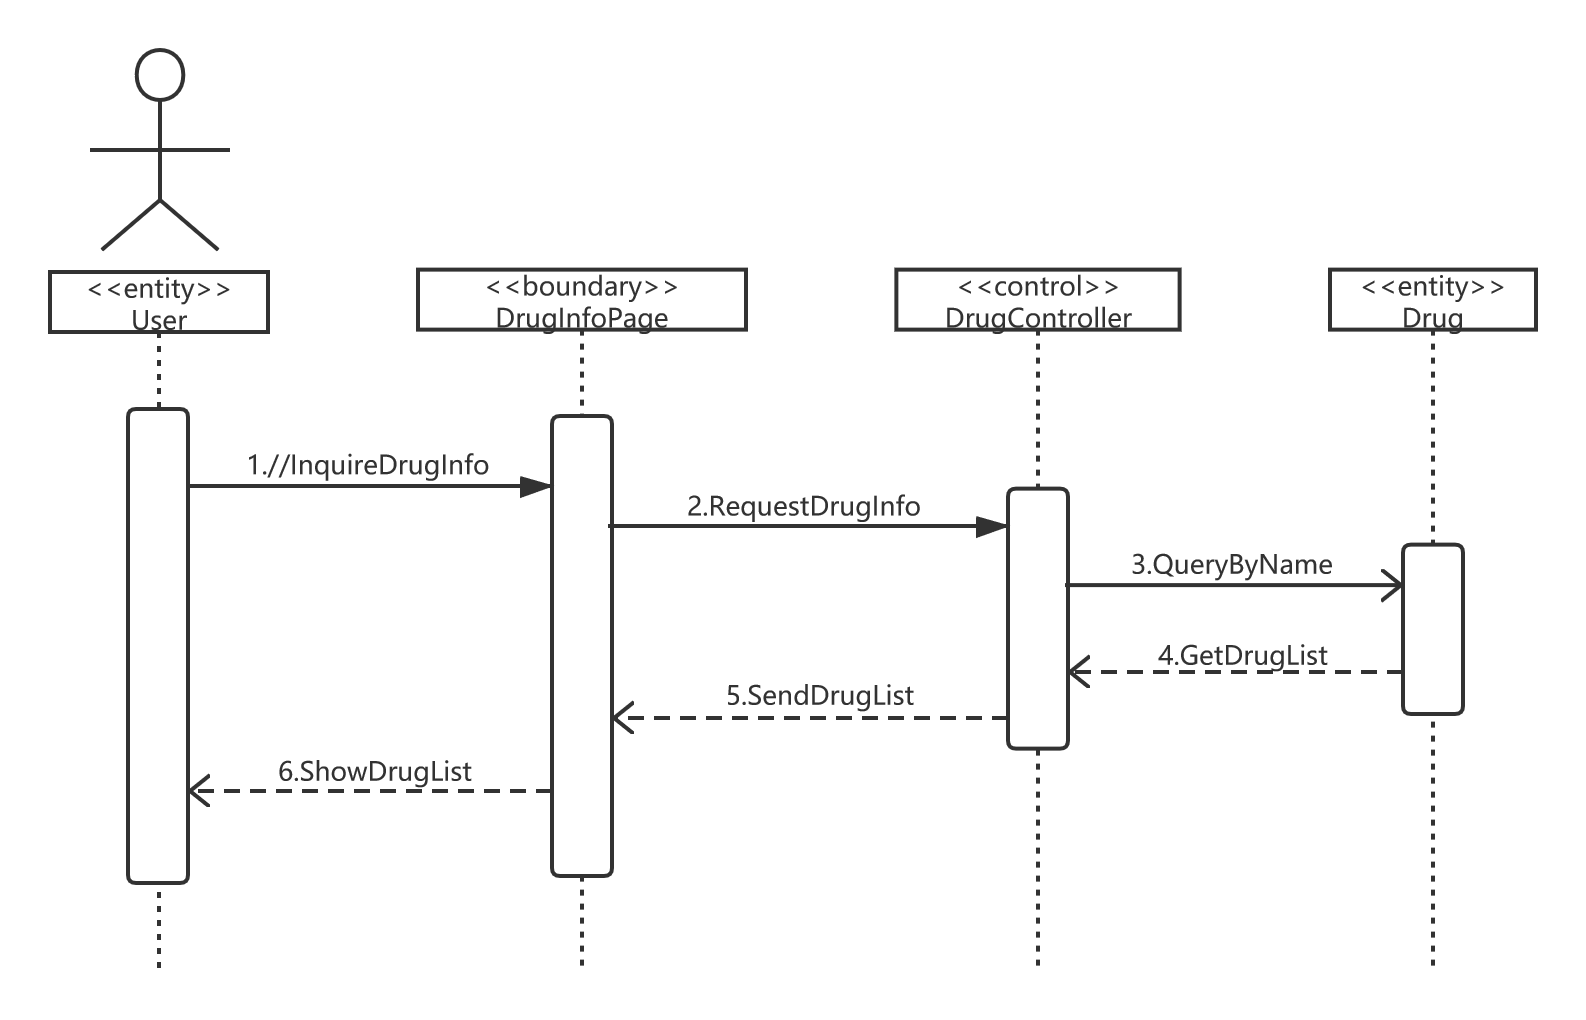 <<entity>>
User
<<boundary>>
DrugInfoPage
<<control>>
DrugController
<<entity>>
Drug
1.//InquireDrugInfo
2.RequestDrugInfo
3.QueryByName
4.GetDrugList
5.SendDrugList
6.ShowDrugList